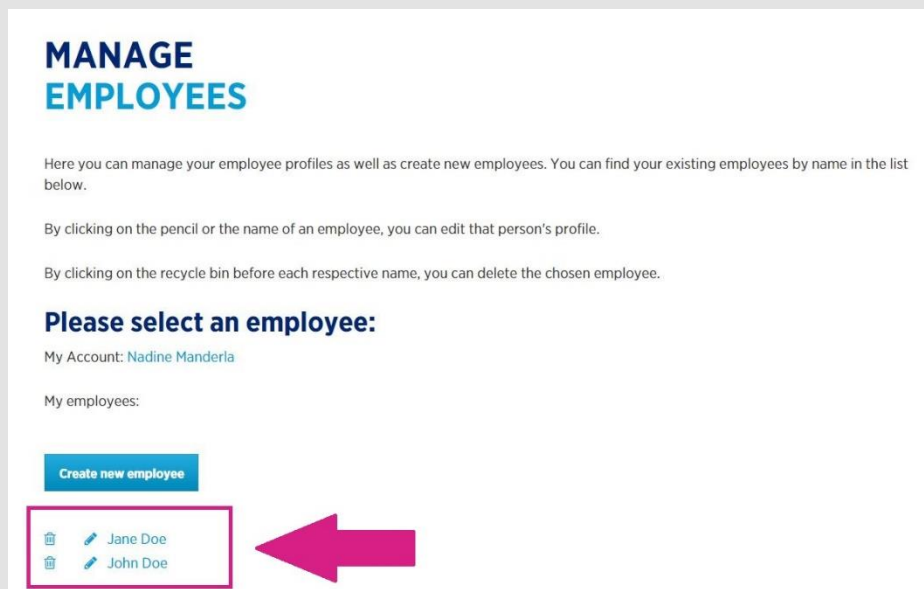 MANAGE
EMPLOYEES
Here you can manage your employee profiles as well as create new employees. You can find your existing employees by name in the list
below.
By clicking on the pencil or the name of an employee, you can edit that person's profile.
By clicking on the recycle bin before each respective name, you can delete the chosen employee.
Please select an employee:
My Account: Nadine Manderla
My employees:
Create new employee
Jane Doe
John Doe